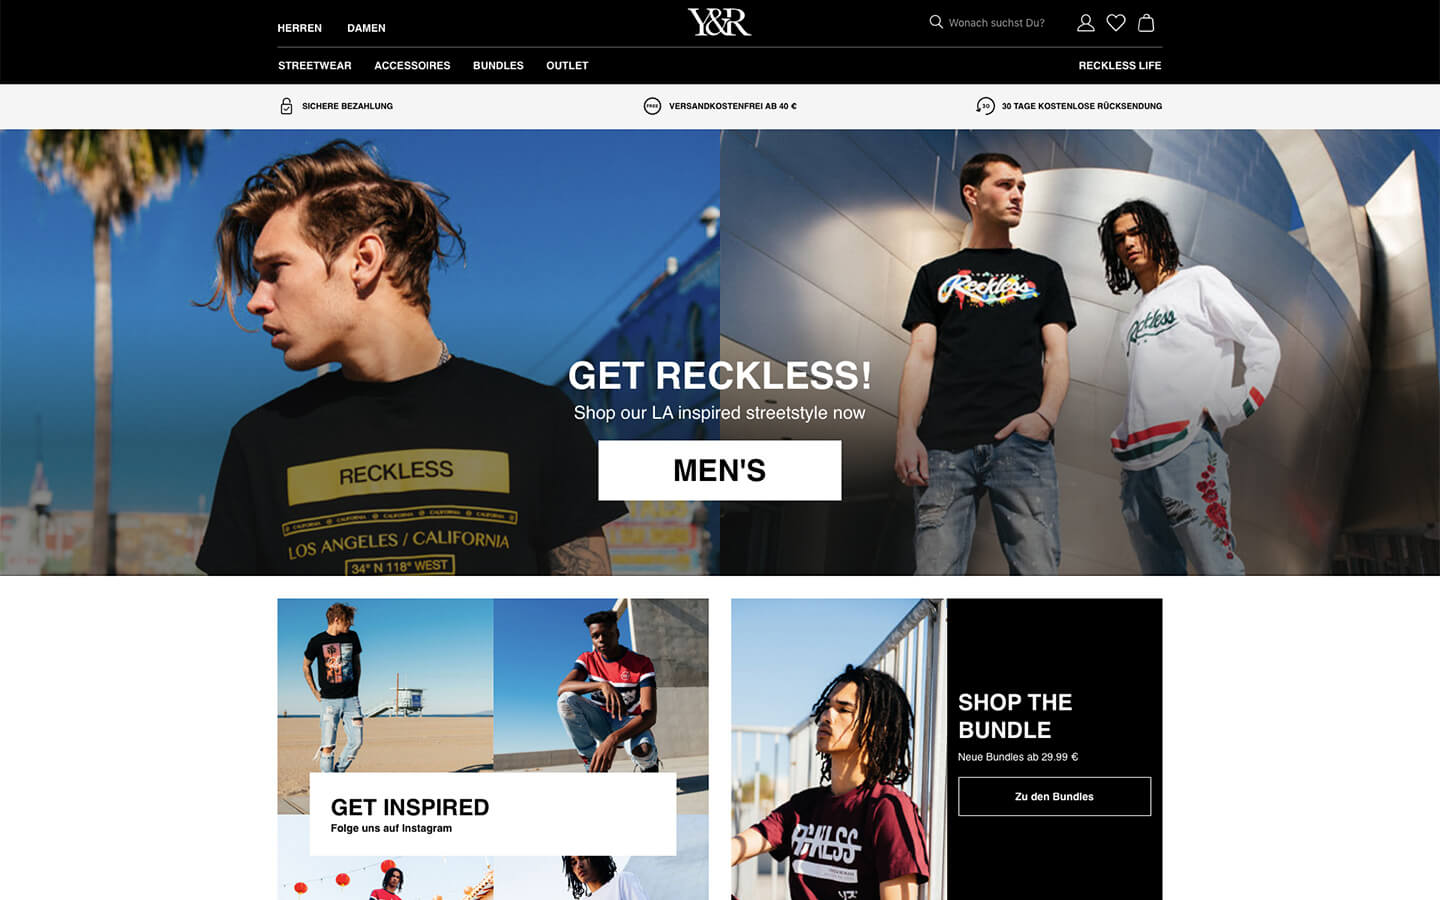 HERREN
DAMEN
Y&R
Wonach suchst Du?
STREETWEAR
ACCESSOIRES
BUNDLES
OUTLET
RECKLESS LIFE
SICHERE BEZAHLUNG
FREE
VERSANDKOSTENFREI AB 40 €
30
30 TAGE KOSTENLOSE RÜCKSENDUNG
Reckless
Reckless
GET RECKLESS!
Shop our LA inspired streetstyle now
MEN'S
RECKLESS
CALIFORNIA CALIFORNIA CALIFORNIA CALIFORNIA
LOS ANGELES / CALIFORNIA
34° N 118° WEST
GET INSPIRED
Folge uns auf Instagram
SHOP THE
BUNDLE
Neue Bundles ab 29.99 €
Zu den Bundles